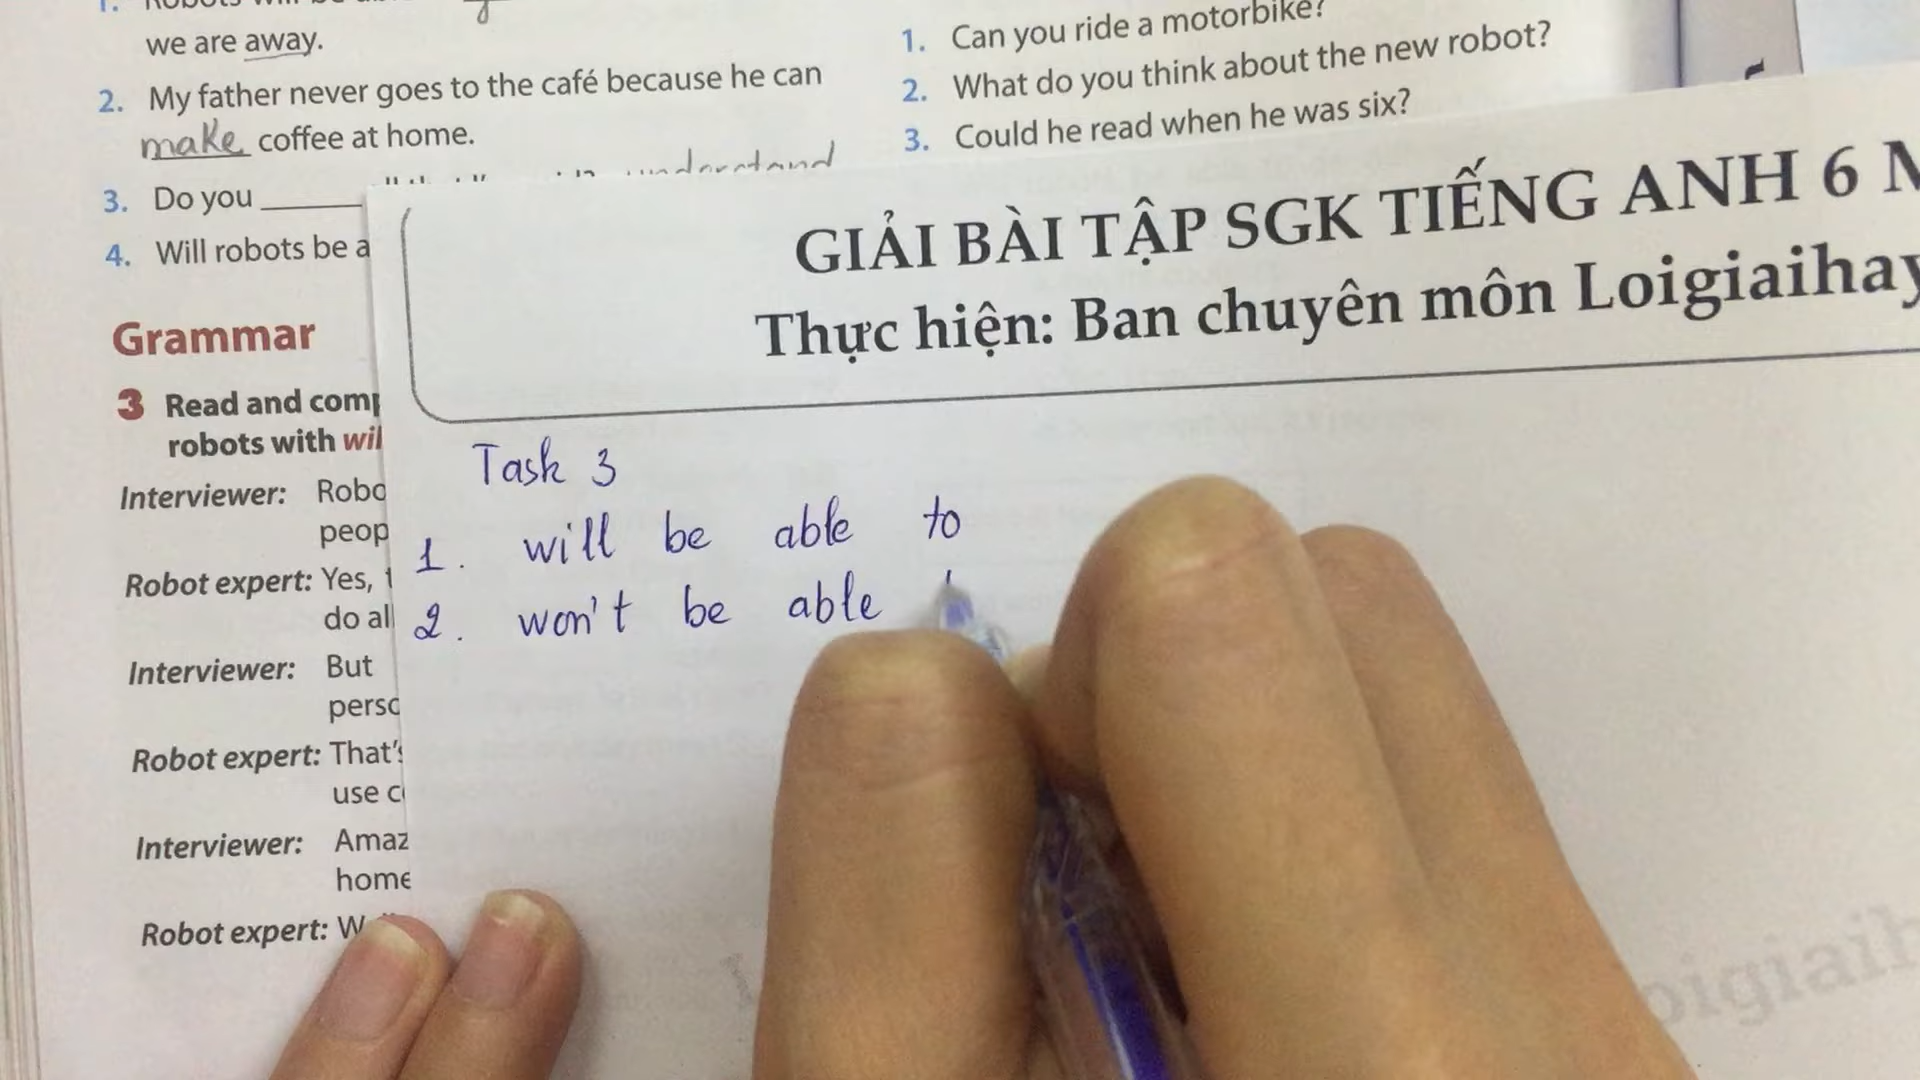 we are away.
2. My father never goes to the café because he can
make coffee at home.
3. Do you
understand
4. Will robots be a
Grammar
3 Read and comp
robots with wil
Interviewer: Robo
peop
Robot expert: Yes, t
do all
Interviewer: But
perso
Robot expert: That's
use c
Interviewer: Amaz
home
Robot expert: W
1. Can you ride a motorbike?
2. What do you think about the new robot?
3. Could he read when he was six?
GIẢI BÀI TẬP SGK TIẾNG ANH 6 M
Thực hiện: Ban chuyên môn Loigiaihay
Task 3
1. will be able to
2. won't be able t
oigiaih